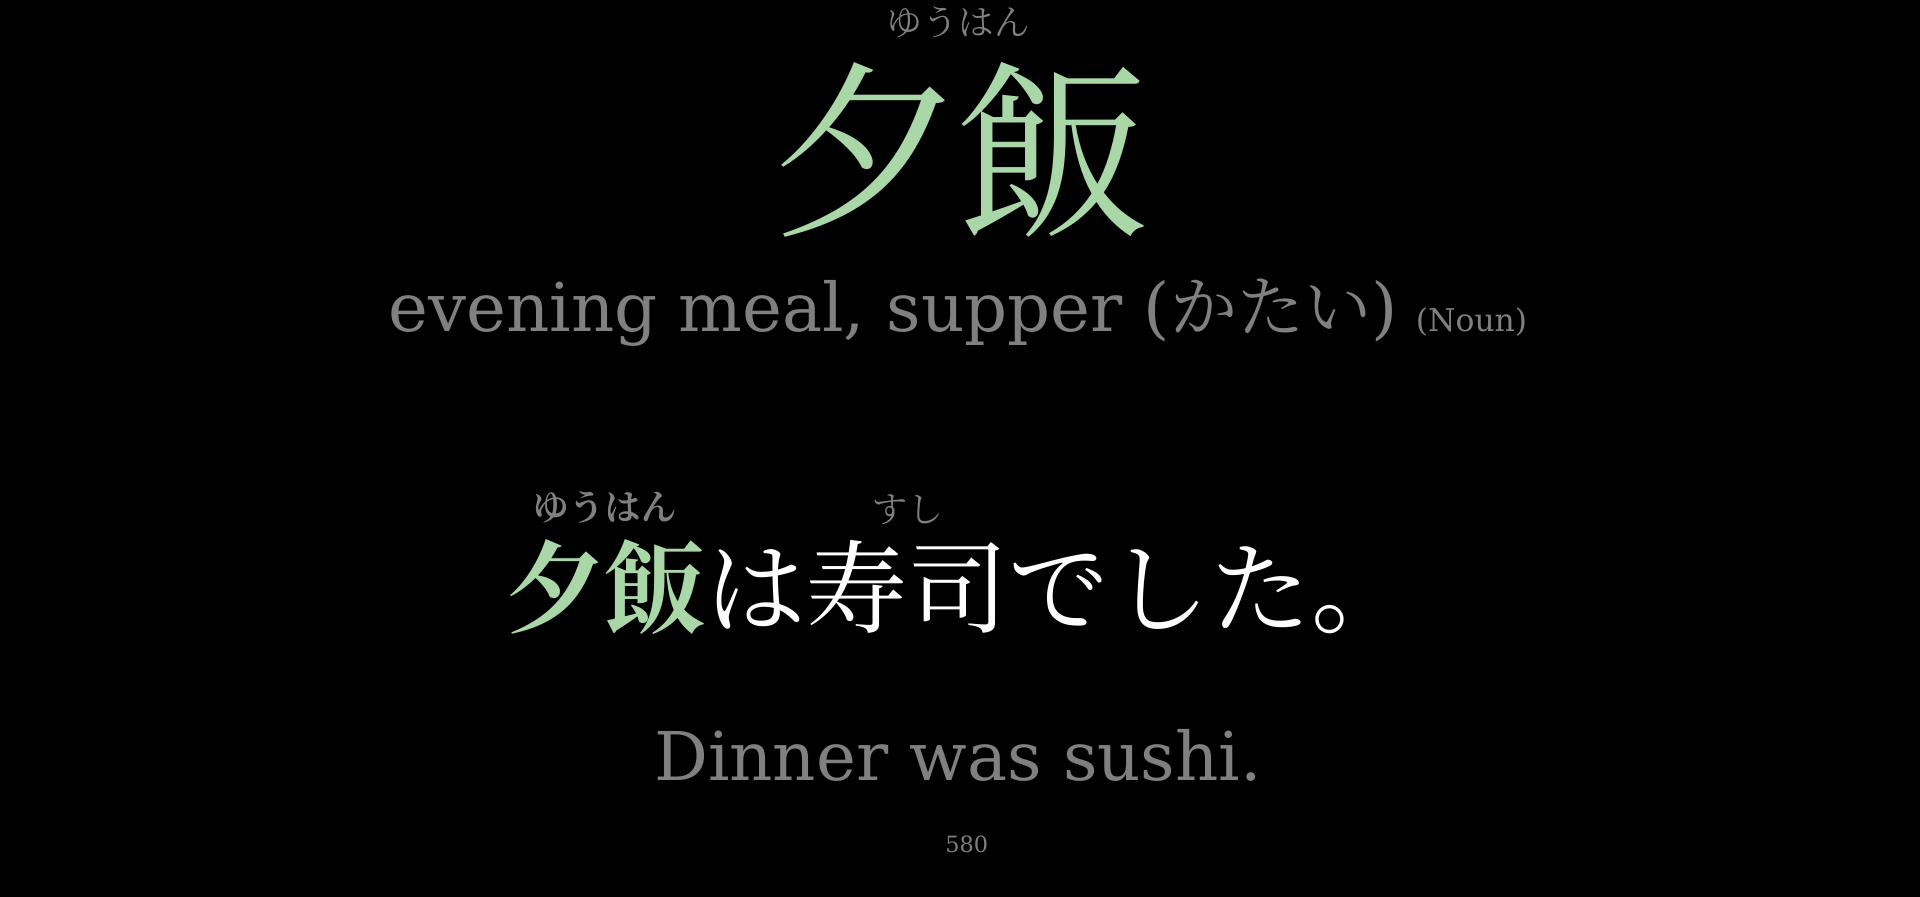 ゆうはん
夕飯
evening meal, supper (かたい) (Noun)
ゆうはん すし
夕飯は寿司でした。
Dinner was sushi.
580